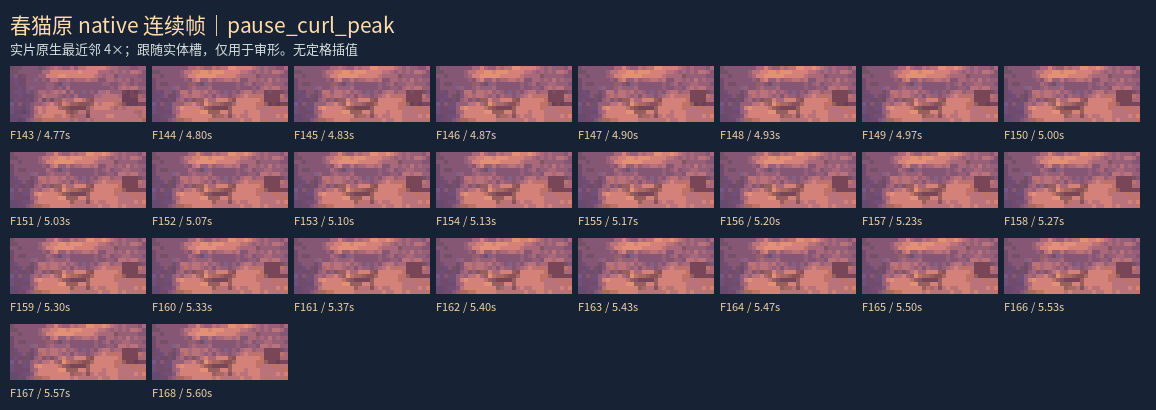 春猫原 native 连续帧｜pause_curl_peak
实片原生最近邻 4×；跟随实体槽，仅用于审形。无定格插值
F143 / 4.77s
F144 / 4.80s
F145 / 4.83s
F146 / 4.87s
F147 / 4.90s
F148 / 4.93s
F149 / 4.97s
F150 / 5.00s
F151 / 5.03s
F152 / 5.07s
F153 / 5.10s
F154 / 5.13s
F155 / 5.17s
F156 / 5.20s
F157 / 5.23s
F158 / 5.27s
F159 / 5.30s
F160 / 5.33s
F161 / 5.37s
F162 / 5.40s
F163 / 5.43s
F164 / 5.47s
F165 / 5.50s
F166 / 5.53s
F167 / 5.57s
F168 / 5.60s